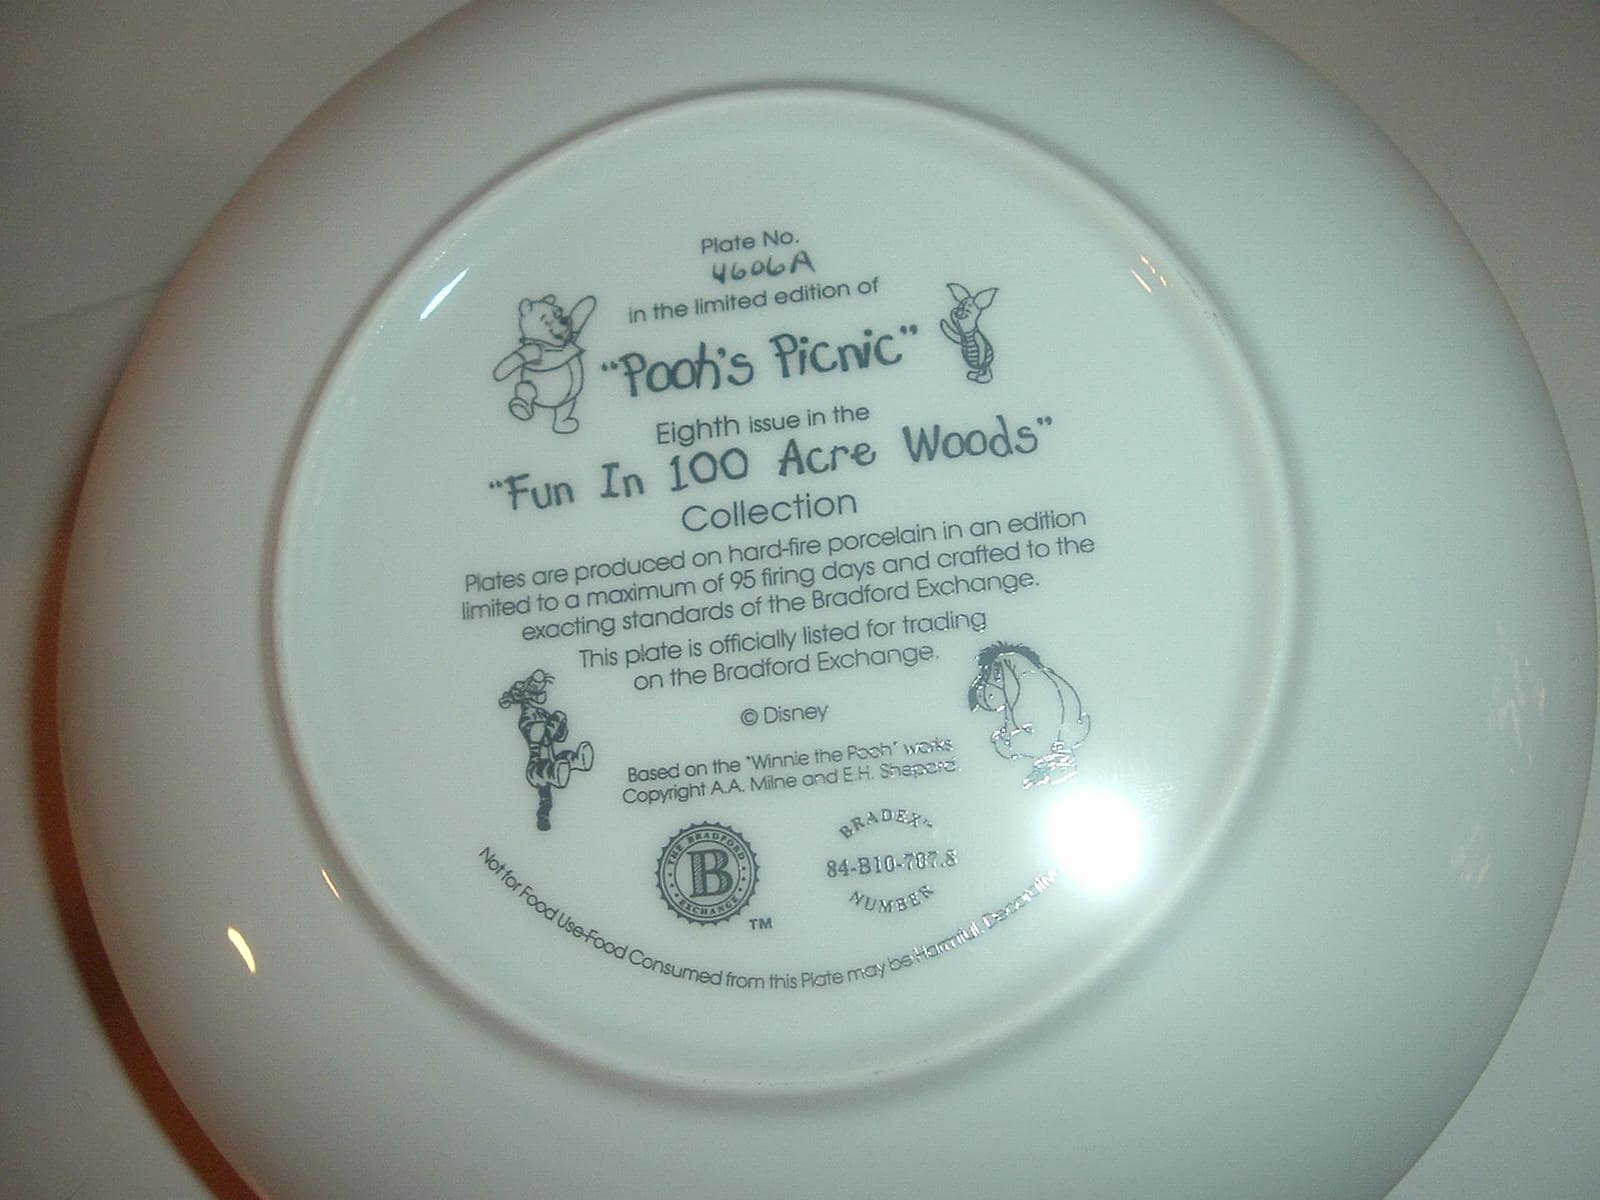 Plate No.
4606A
in the limited edition of
"Pooh's Picnic"
Eighth issue in the
"Fun In 100 Acre Woods"
Collection
Plates are produced on hard-fire porcelain in an edition
limited to a maximum of 95 firing days and crafted to the
exacting standards of the Bradford Exchange.
This plate is officially listed for trading
on the Bradford Exchange.
© Disney
Based on the "Winnie the Pooh" works
Copyright A.A. Milne and E.H. Shepard.
THE BRADFORD
B
EXCHANGE
TM
BRADEX™
84-B10-707.8
NUMBER
Not for Food Use-Food Consumed from this Plate may be Harmful. Decorative